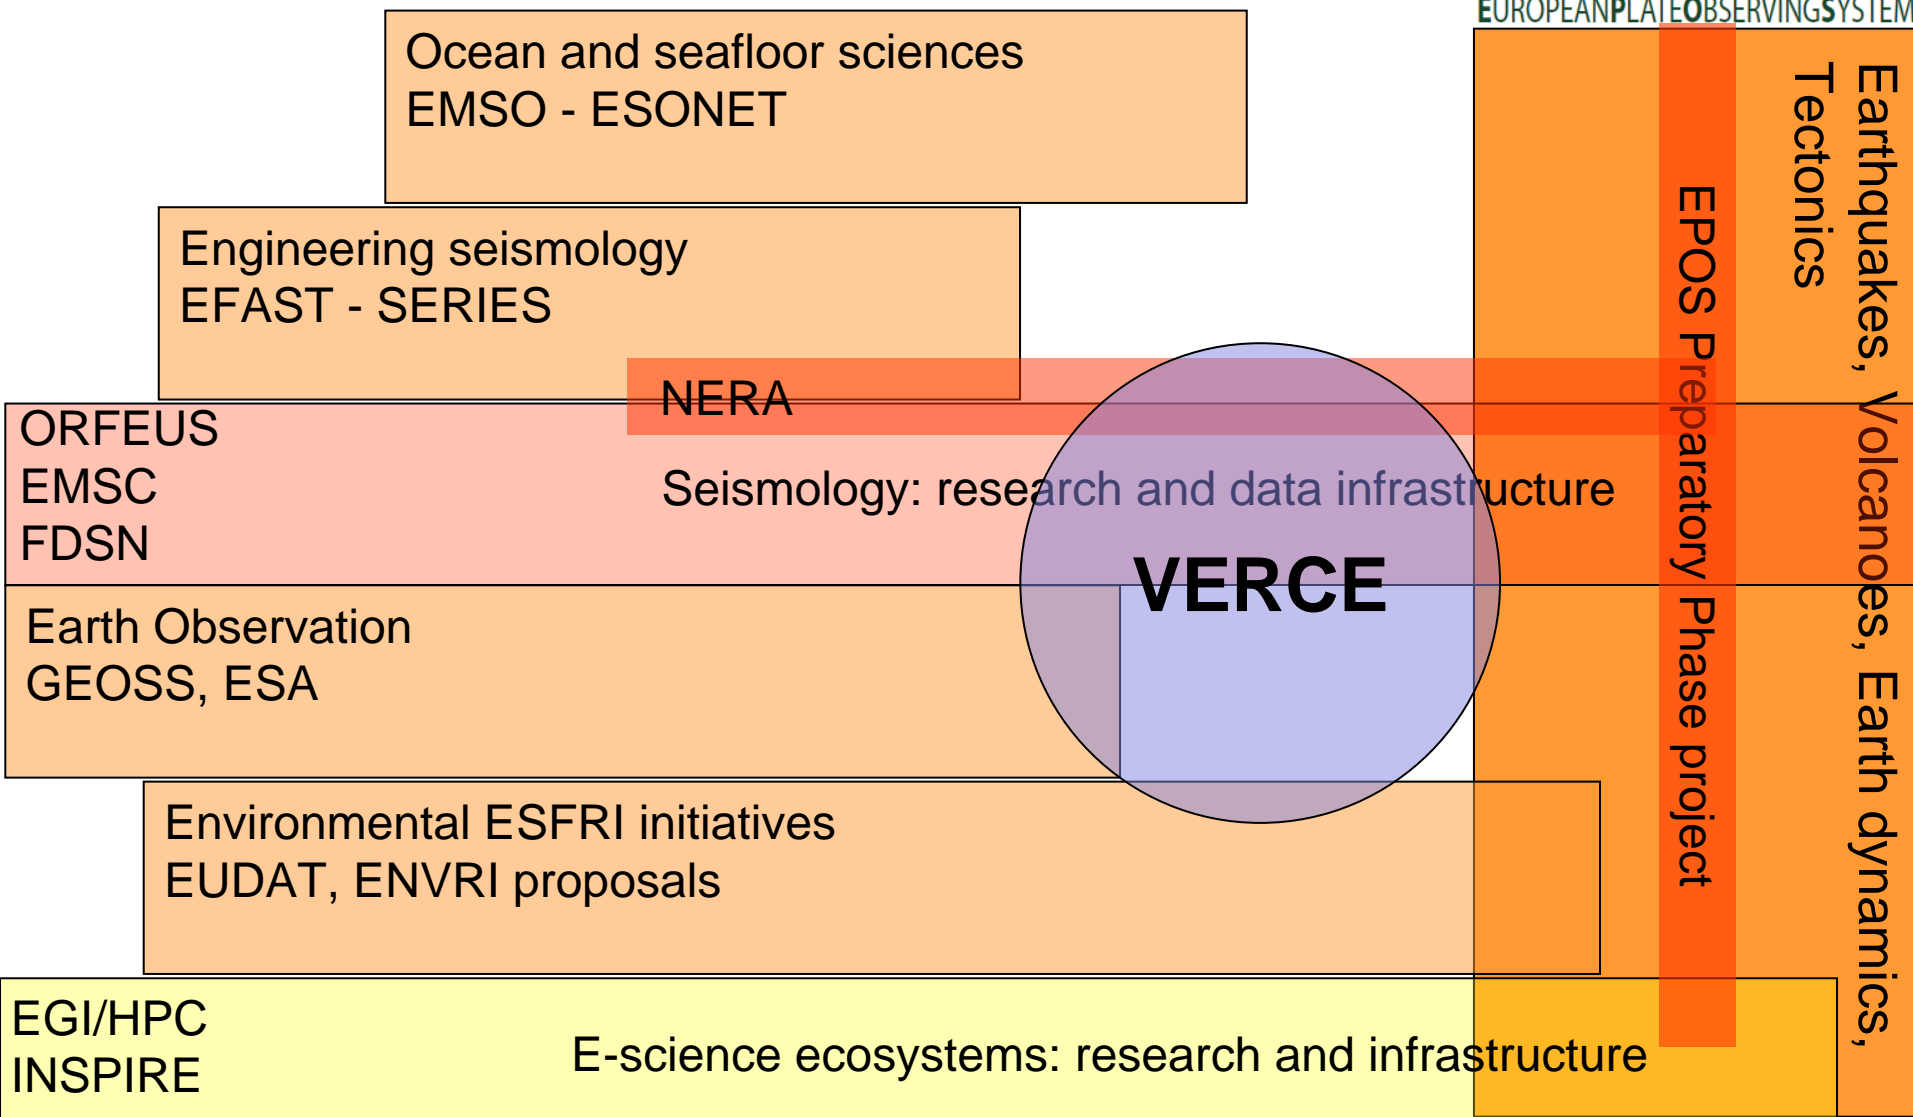 EUROPEANPLATEOBSERVINGSYSTEM
Ocean and seafloor sciences
EMSO - ESONET
Engineering seismology
EFAST - SERIES
NERA
ORFEUS
EMSC
FDSN
Seismology: research and data infrastructure
VERCE
Earth Observation
GEOSS, ESA
Environmental ESFRI initiatives
EUDAT, ENVRI proposals
EGI/HPC
INSPIRE
E-science ecosystems: research and infrastructure
EPOS Preparatory Phase project
Earthquakes, Volcanoes, Earth dynamics,
Tectonics